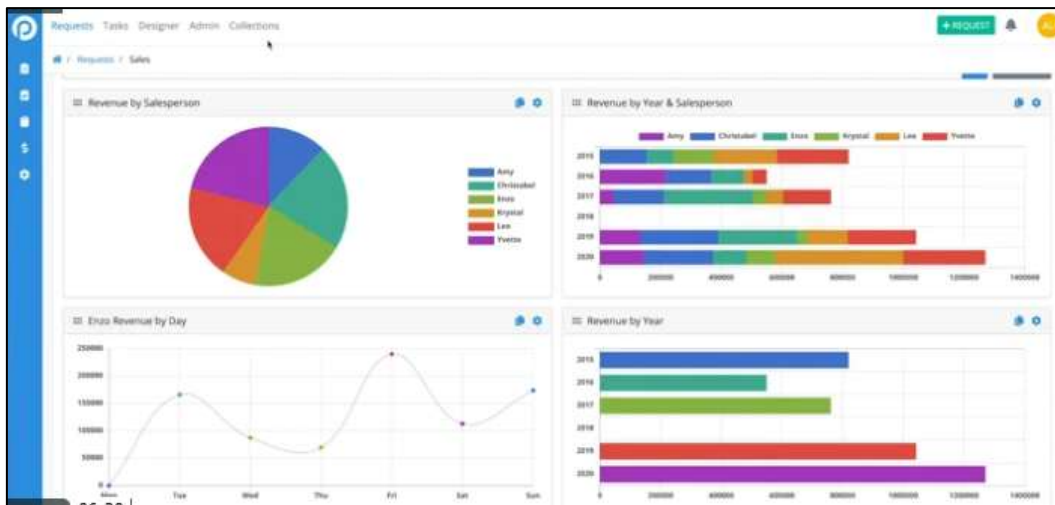 Requests Tasks Designer Admin Collections
+ REQUEST
/ Requests / Sales
Revenue by Salesperson
Amy
Christabel
Enzo
Krystal
Leo
Yvette
Revenue by Year & Salesperson
Amy Christabel Enzo Krystal Leo Yvette
2015
2016
2017
2018
2019
2020
0 200000 400000 600000 800000 1000000 1200000 1400000
Enzo Revenue by Day
250000
200000
150000
100000
50000
0
Mon Tue Wed Thu Fri Sat Sun
Revenue by Year
2015
2016
2017
2018
2019
2020
0 200000 400000 600000 800000 1000000 1200000 1400000